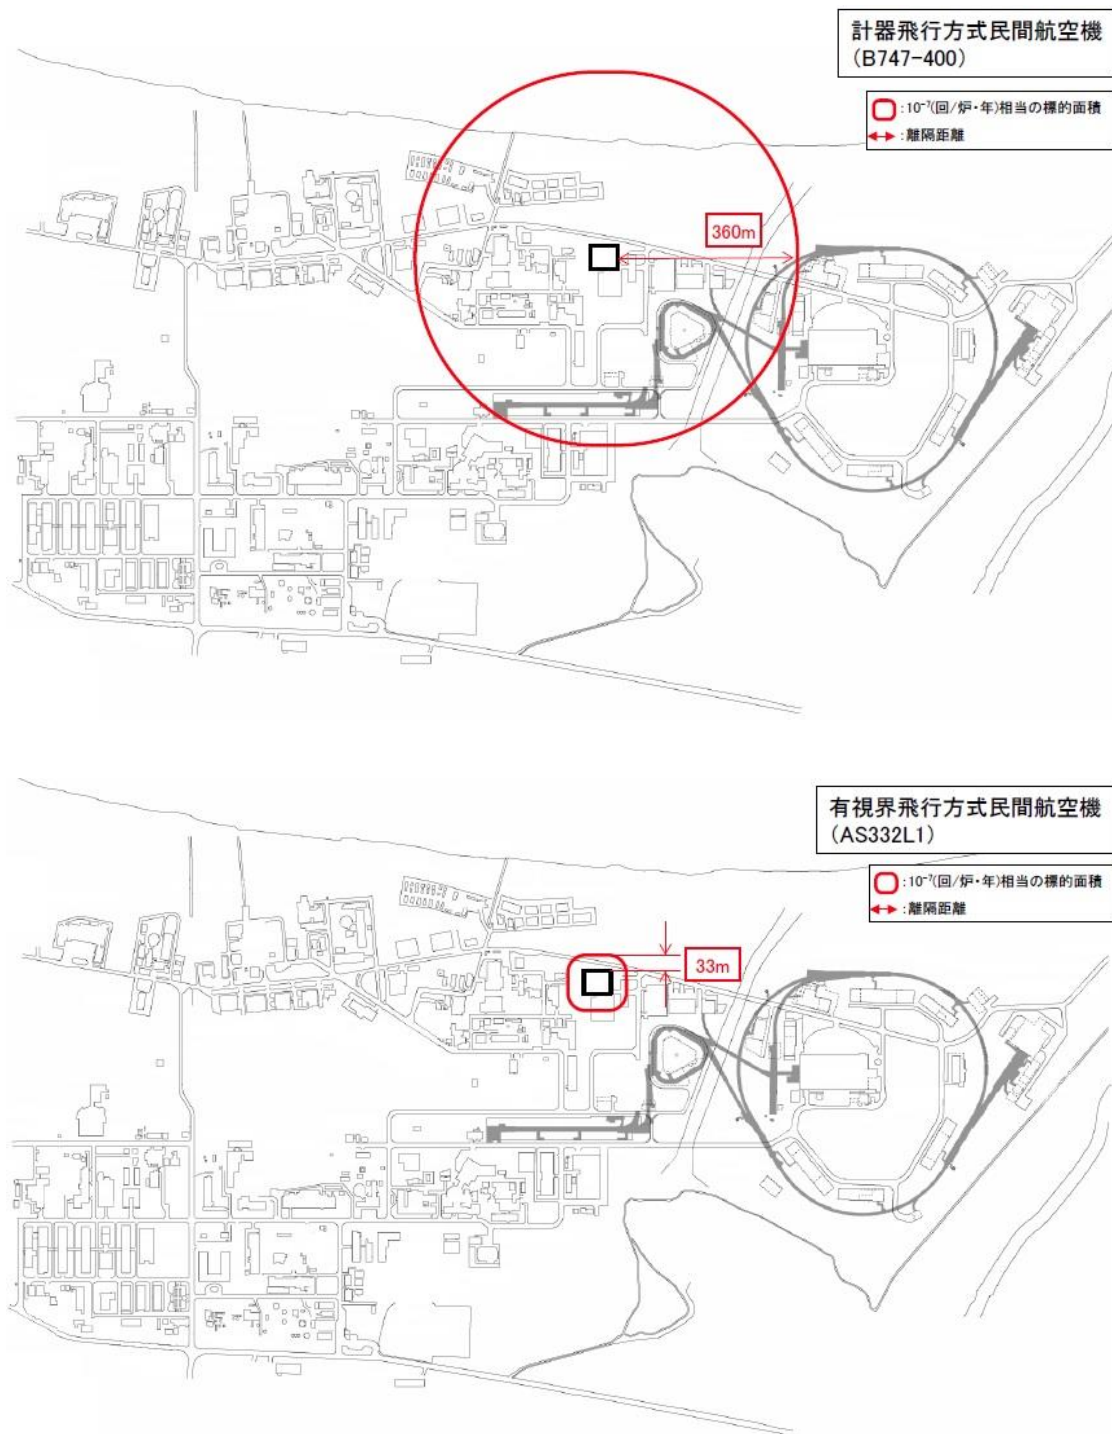 計器飛行方式民間航空機
（B747-400）
：10⁻⁷(回/炉・年)相当の標的面積
：離隔距離
360m
有視界飛行方式民間航空機
（AS332L1）
：10⁻⁷(回/炉・年)相当の標的面積
：離隔距離
33m